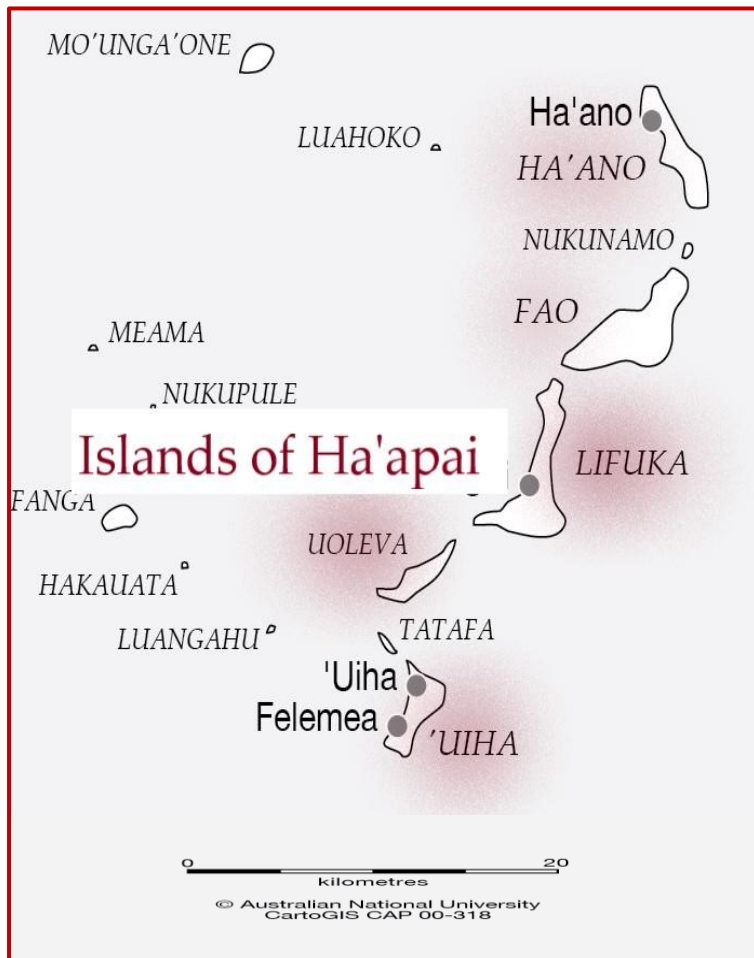 MO'UNGA'ONE
Ha'ano
LUAHOKO
HA'ANO
NUKUNAMO
FAO
MEAMA
NUKUPULE
Islands of Ha'apai
LIFUKA
FANGA
UOLEVA
HAKAUATA
LUANGAHU
TATAFA
'Uiha
Felemea
'UIHA
0 20
kilometres
© Australian National University
CartoGIS CAP 00-318